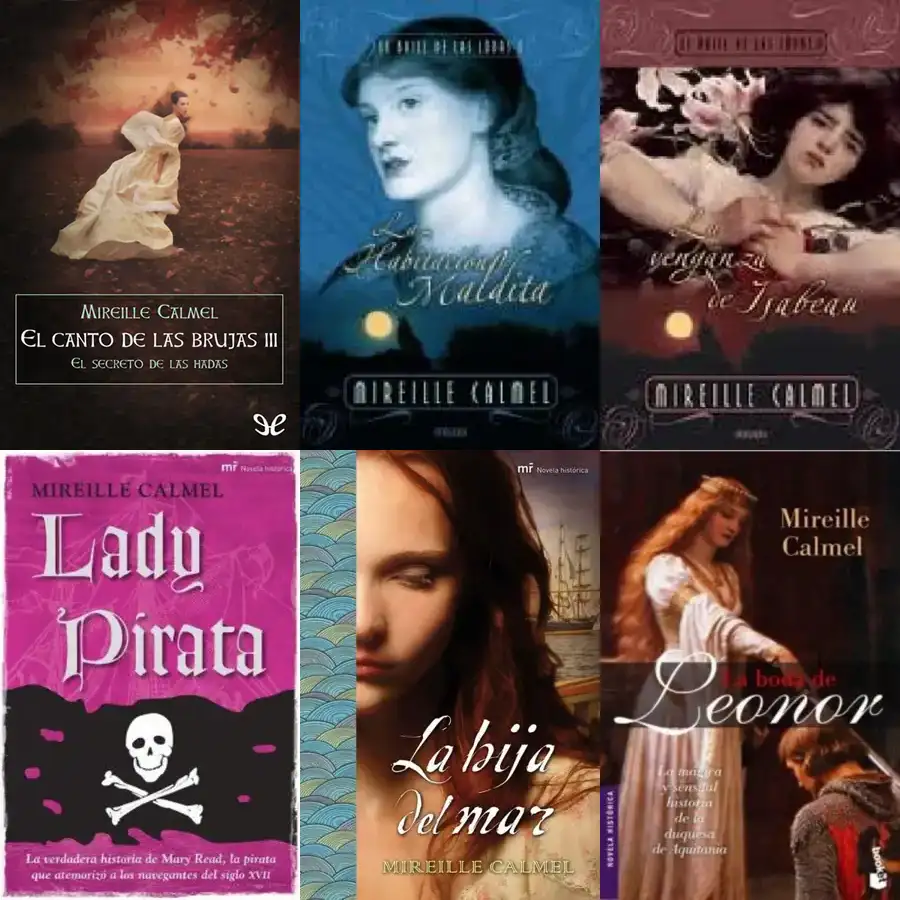 MIREILLE CALMEL
EL CANTO DE LAS BRUJAS III
EL SECRETO DE LAS HADAS
EL BAILE DE LAS LOBAS I
La
Habitación
Maldita
MIREILLE CALMEL
EL BAILE DE LAS LOBAS II
La
venganza
de Isabeau
MIREILLE CALMEL
mr Novela histórica
MIREILLE CALMEL
Lady
Pirata
La verdadera historia de Mary Read, la pirata
que atemorizó a los navegantes del siglo XVII
mr Novela histórica
La hija
del mar
MIREILLE CALMEL
Mireille
Calmel
La boda de
Leonor
La mágica
y sensual
historia
de la
duquesa
de Aquitania
NOVELA HISTÓRICA
booket